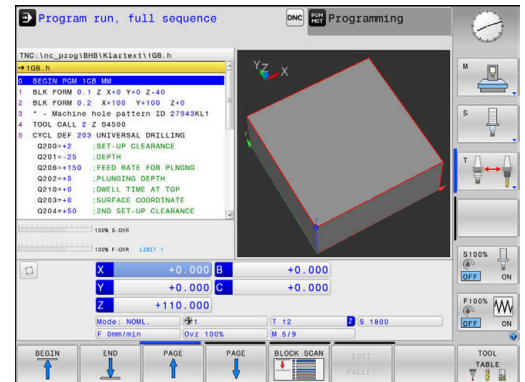 Program run, full sequence
DNC
PGM MGT
Programming
TNC:\nc_prog\BHB\Klartext\1GB.h
→1GB.h
0 BEGIN PGM 1GB MM
1 BLK FORM 0.1 Z X+0 Y+0 Z-40
2 BLK FORM 0.2 X+100 Y+100 Z+0
3 * - Machine hole pattern ID 27943KL1
4 TOOL CALL 2 Z S4500
5 CYCL DEF 203 UNIVERSAL DRILLING
Q200=+2 ;SET-UP CLEARANCE
Q201=-25 ;DEPTH
Q206=+150 ;FEED RATE FOR PLNGNG
Q202=+5 ;PLUNGING DEPTH
Q210=+0 ;DWELL TIME AT TOP
Q203=+0 ;SURFACE COORDINATE
Q204=+50 ;2ND SET-UP CLEARANCE
100% S-OVR
100% F-OVR LIMIT 1
YZ X
Y
Z
X +0.000 B +0.000
Y +0.000 C +0.000
Z +110.000
Mode: NOML. 1 T 12 Z S 1800
F 0mm/min Ovr 100% M 5/9
M
S
T
S100%
OFF ON
F100%
OFF ON
BEGIN
END
PAGE
PAGE
BLOCK SCAN
EDIT PALLET
TOOL TABLE